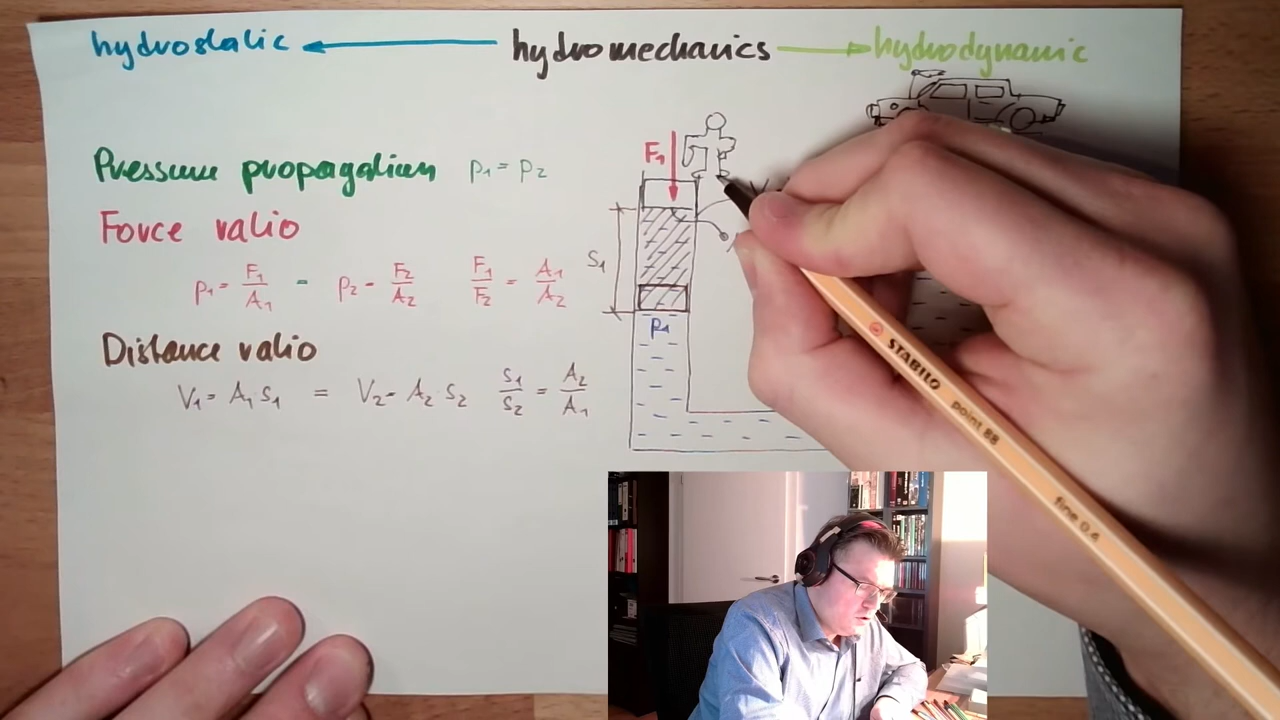 hydrostatic ← hydromechanics → hydrodynamic
Pressure propagation p₁ = p₂
F₁
Force ratio
s₁
p₁ = F₁/A₁ = p₂ = F₂/A₂ F₁/F₂ = A₁/A₂
p₁
Distance ratio
V₁ = A₁ s₁ = V₂ = A₂ s₂ s₁/s₂ = A₂/A₁
STABILO
point 88
fine 0.4